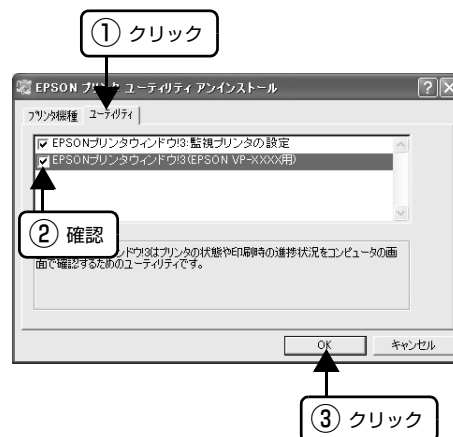 ① クリック
EPSON プリンタ ユーティリティ アンインストール
プリンタ機種 ユーティリティ
EPSONプリンタウィンドウ!3:監視プリンタの設定
EPSONプリンタウィンドウ!3(EPSON VP-XXXX用)
② 確認
ンドウ!3はプリンタの状態や印刷時の進捗状況をコンピュータの画
面で確認するためのユーティリティです。
OK キャンセル
③ クリック